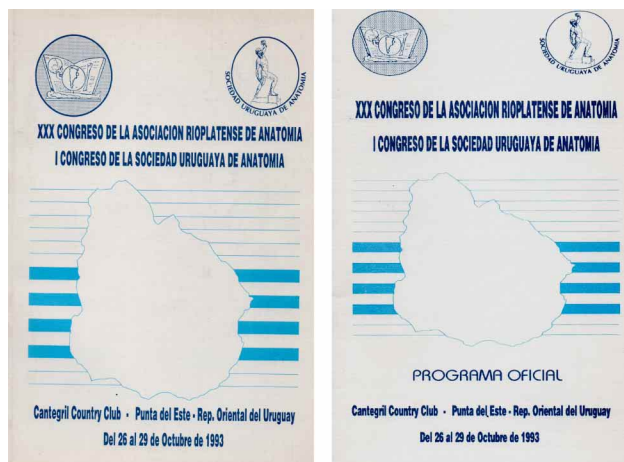 SOCIEDAD URUGUAYA DE ANATOMIA
XXX CONGRESO DE LA ASOCIACION RIOPLATENSE DE ANATOMIA
I CONGRESO DE LA SOCIEDAD URUGUAYA DE ANATOMIA
Cantegril Country Club - Punta del Este - Rep. Oriental del Uruguay
Del 26 al 29 de Octubre de 1993
SOCIEDAD URUGUAYA DE ANATOMIA
XXX CONGRESO DE LA ASOCIACION RIOPLATENSE DE ANATOMIA
I CONGRESO DE LA SOCIEDAD URUGUAYA DE ANATOMIA
PROGRAMA OFICIAL
Cantegril Country Club - Punta del Este - Rep. Oriental del Uruguay
Del 26 al 29 de Octubre de 1993